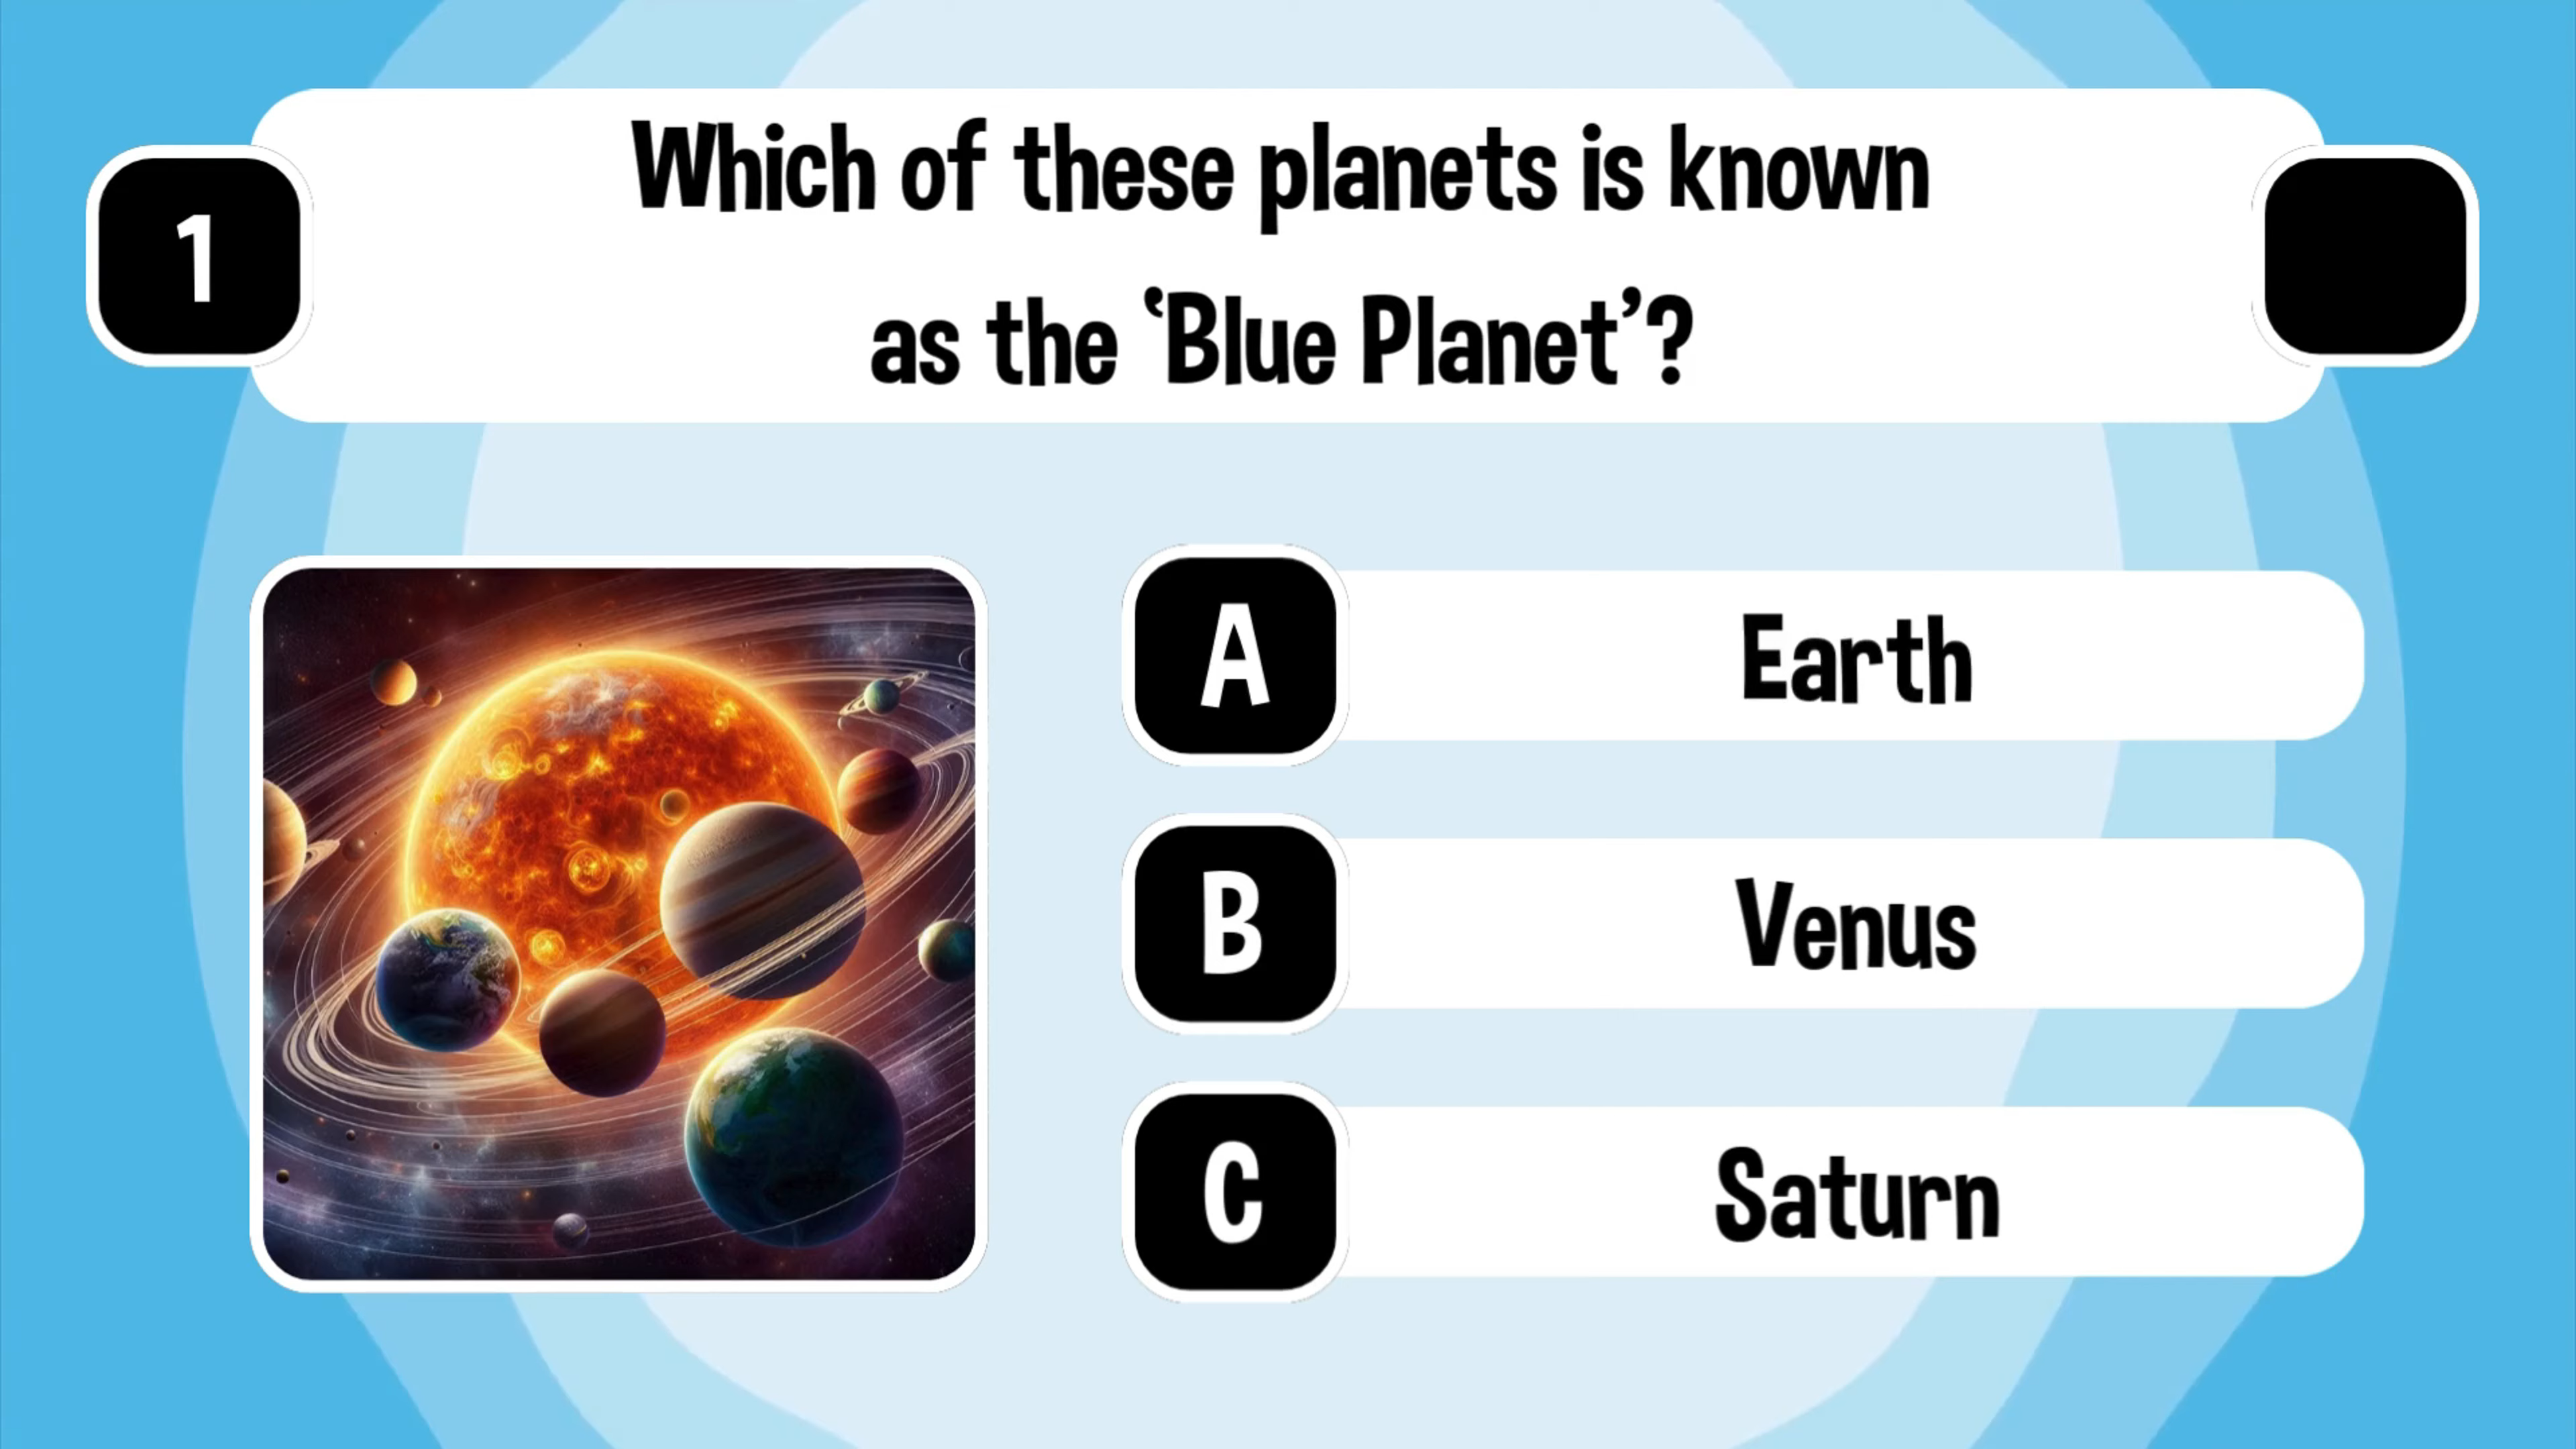 1
Which of these planets is known
as the ‘Blue Planet’?
A
Earth
B
Venus
C
Saturn